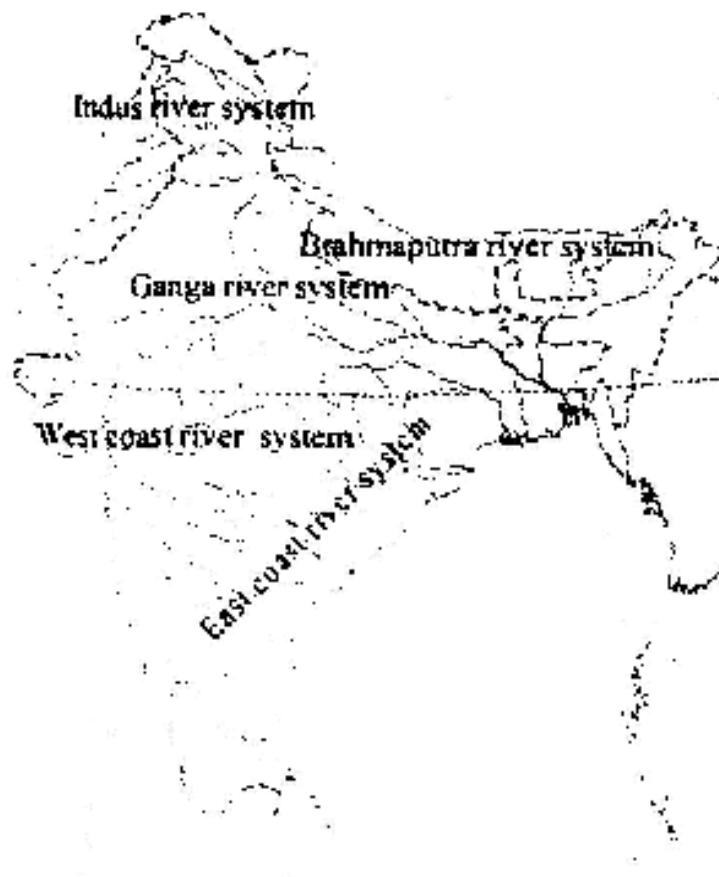 Indus river system
Brahmaputra river system
Ganga river system
West coast river system
East coast river system